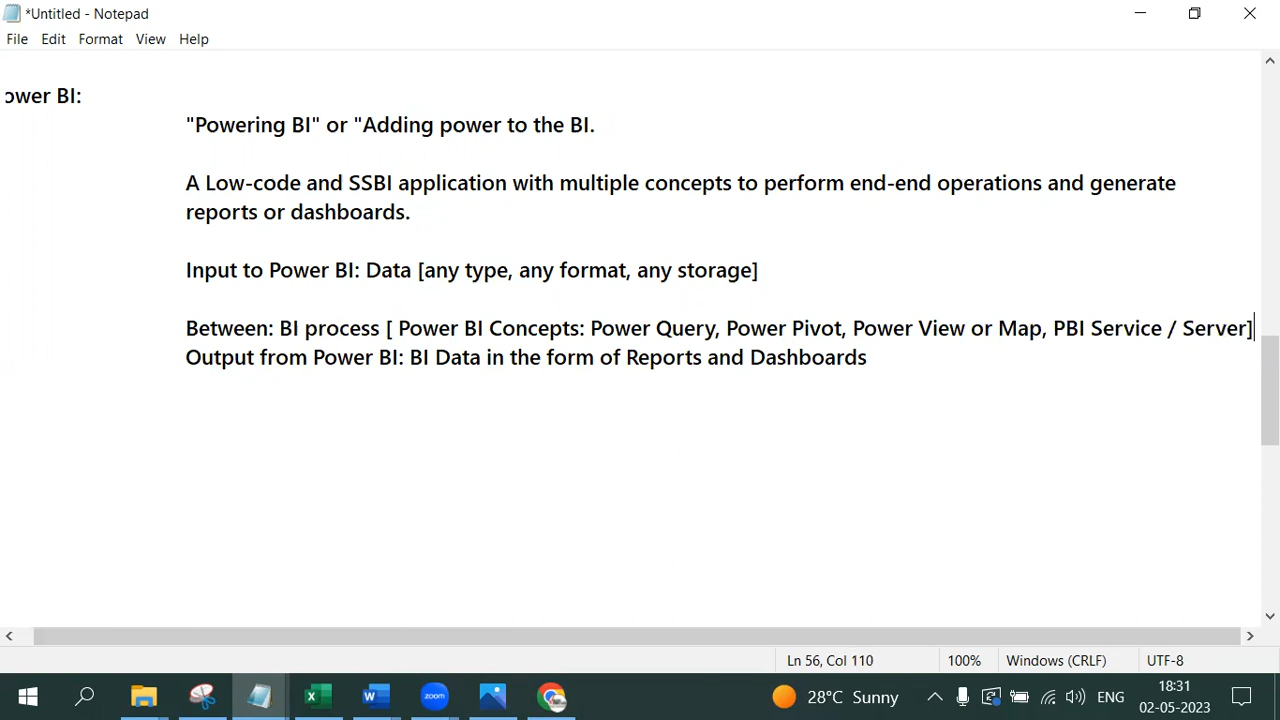 *Untitled - Notepad
File Edit Format View Help
ower BI:
"Powering BI" or "Adding power to the BI.
A Low-code and SSBI application with multiple concepts to perform end-end operations and generate
reports or dashboards.
Input to Power BI: Data [any type, any format, any storage]
Between: BI process [ Power BI Concepts: Power Query, Power Pivot, Power View or Map, PBI Service / Server]
Output from Power BI: BI Data in the form of Reports and Dashboards
Ln 56, Col 110 100% Windows (CRLF) UTF-8
zoom 28°C Sunny ENG 18:31
02-05-2023